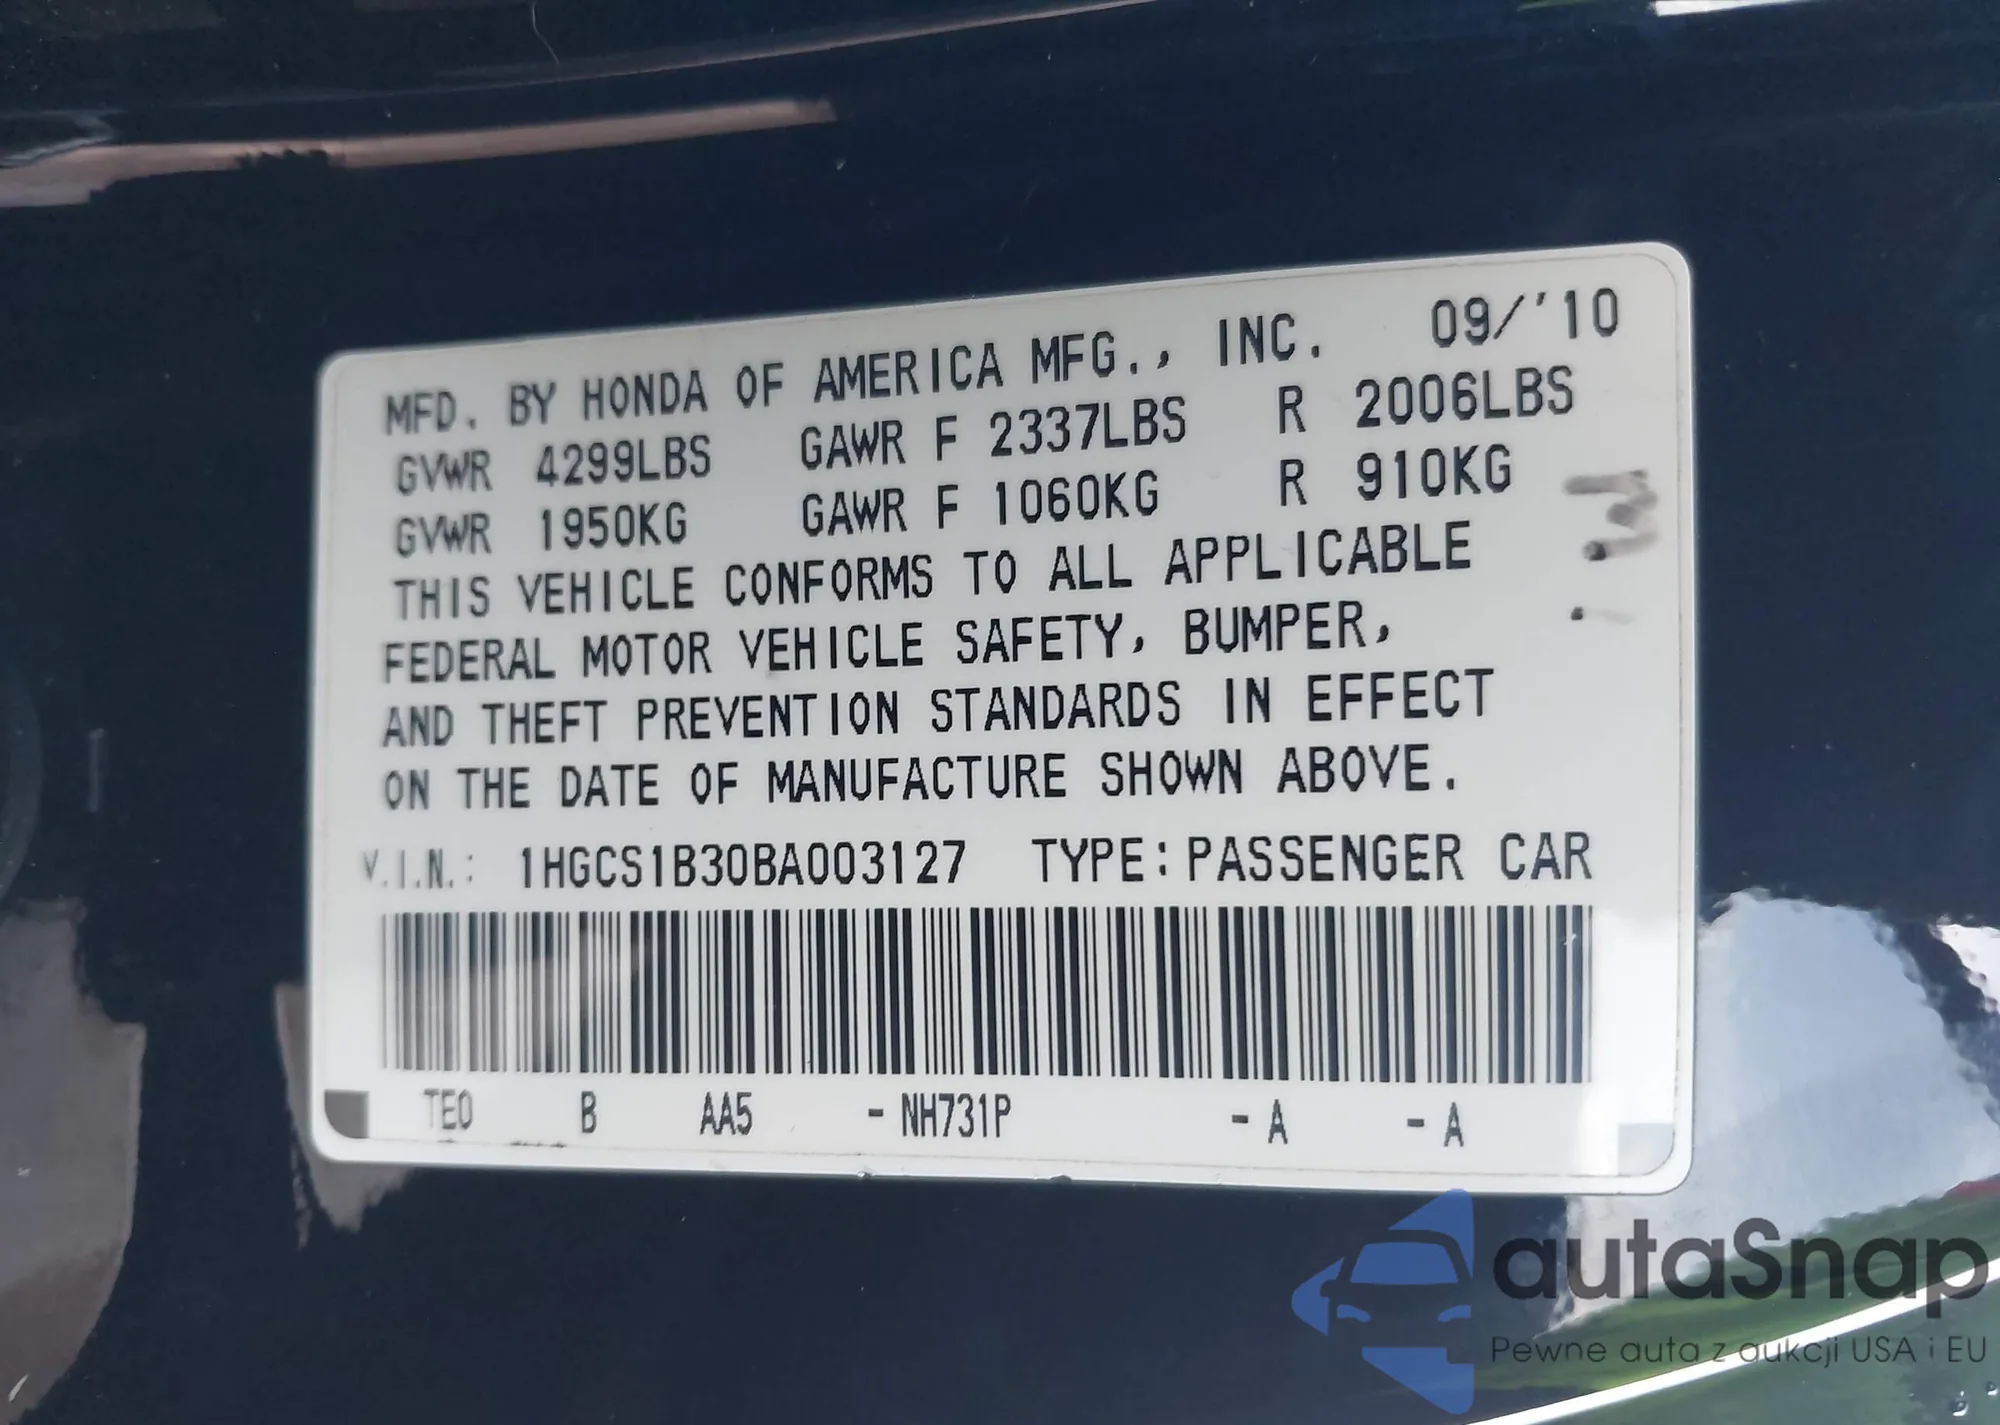 MFD. BY HONDA OF AMERICA MFG., INC. 09/'10
GVWR 4299LBS GAWR F 2337LBS R 2006LBS
GVWR 1950KG GAWR F 1060KG R 910KG
THIS VEHICLE CONFORMS TO ALL APPLICABLE
FEDERAL MOTOR VEHICLE SAFETY, BUMPER,
AND THEFT PREVENTION STANDARDS IN EFFECT
ON THE DATE OF MANUFACTURE SHOWN ABOVE.
V.I.N.: 1HGCS1B30BA003127 TYPE: PASSENGER CAR
TE0 B AA5 - NH731P - A - A
autaSnap
Pewne auta z aukcji USA i EU